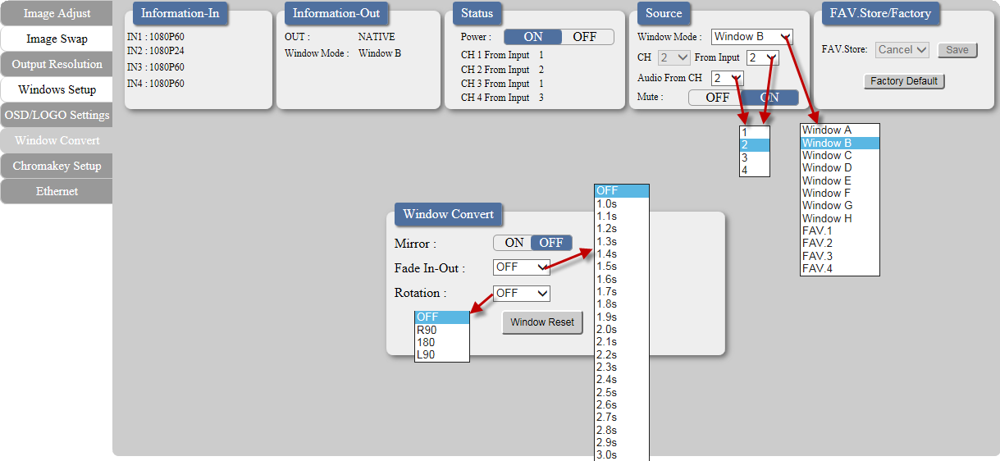 Image Adjust
Image Swap
Output Resolution
Windows Setup
OSD/LOGO Settings
Window Convert
Chromakey Setup
Ethernet
Information-In
IN1 : 1080P60
IN2 : 1080P24
IN3 : 1080P60
IN4 : 1080P60
Information-Out
OUT : NATIVE
Window Mode : Window B
Status
Power : ON OFF
CH 1 From Input 1
CH 2 From Input 2
CH 3 From Input 1
CH 4 From Input 3
Source
Window Mode : Window B
CH 2 From Input 2
Audio From CH 2
Mute : OFF ON
FAV.Store/Factory
FAV.Store: Cancel Save
Factory Default
1
2
3
4
Window A
Window B
Window C
Window D
Window E
Window F
Window G
Window H
FAV.1
FAV.2
FAV.3
FAV.4
Window Convert
Mirror : ON OFF
Fade In-Out : OFF
Rotation : OFF
OFF
R90
180
L90
Window Reset
OFF
1.0s
1.1s
1.2s
1.3s
1.4s
1.5s
1.6s
1.7s
1.8s
1.9s
2.0s
2.1s
2.2s
2.3s
2.4s
2.5s
2.6s
2.7s
2.8s
2.9s
3.0s